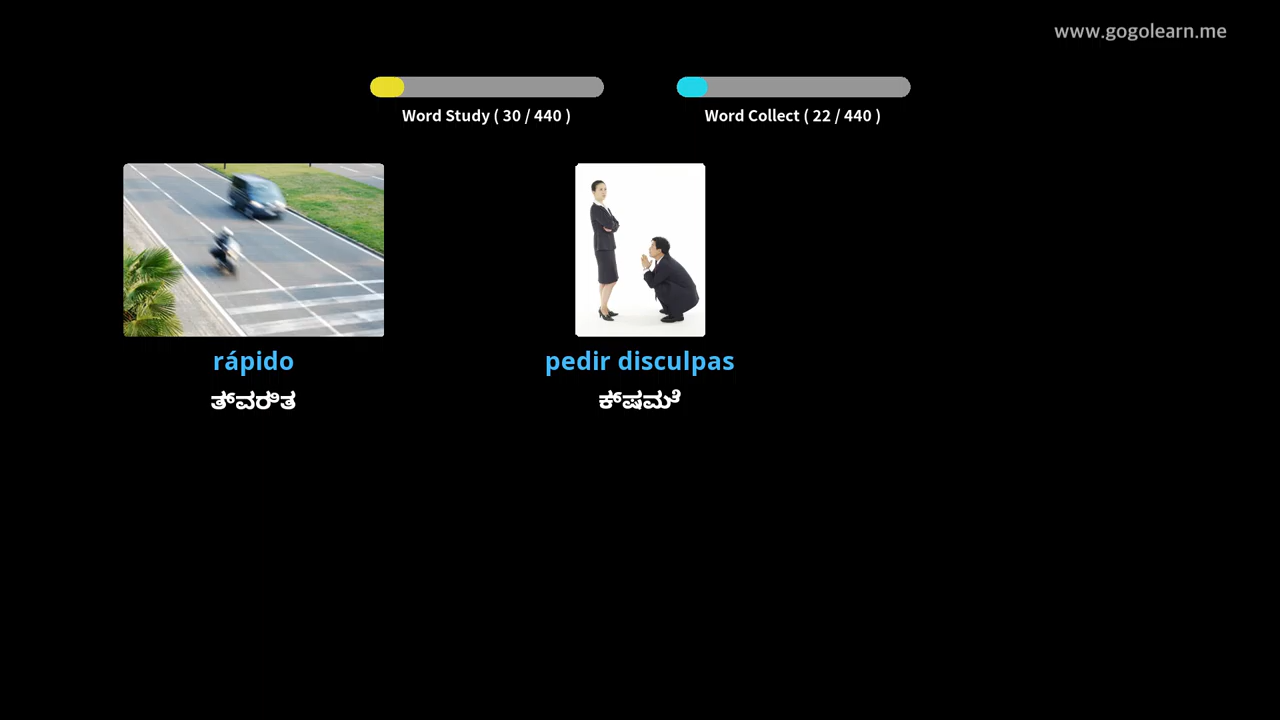 www.gogolearn.me
Word Study ( 30 / 440 )
Word Collect ( 22 / 440 )
rápido
ತ್ವರಿತ
pedir disculpas
ಕ್ಷಮೆ